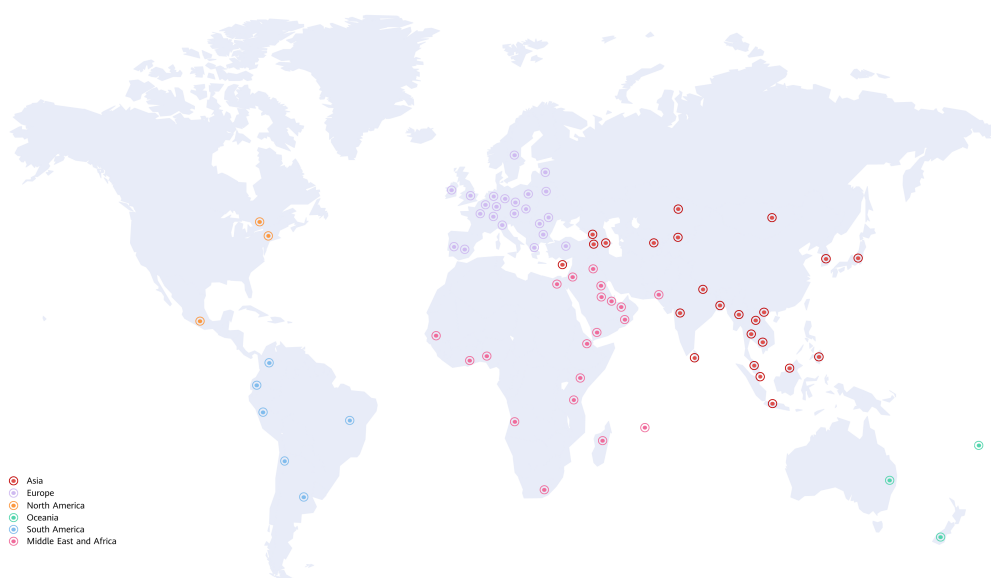 Asia
Europe
North America
Oceania
South America
Middle East and Africa